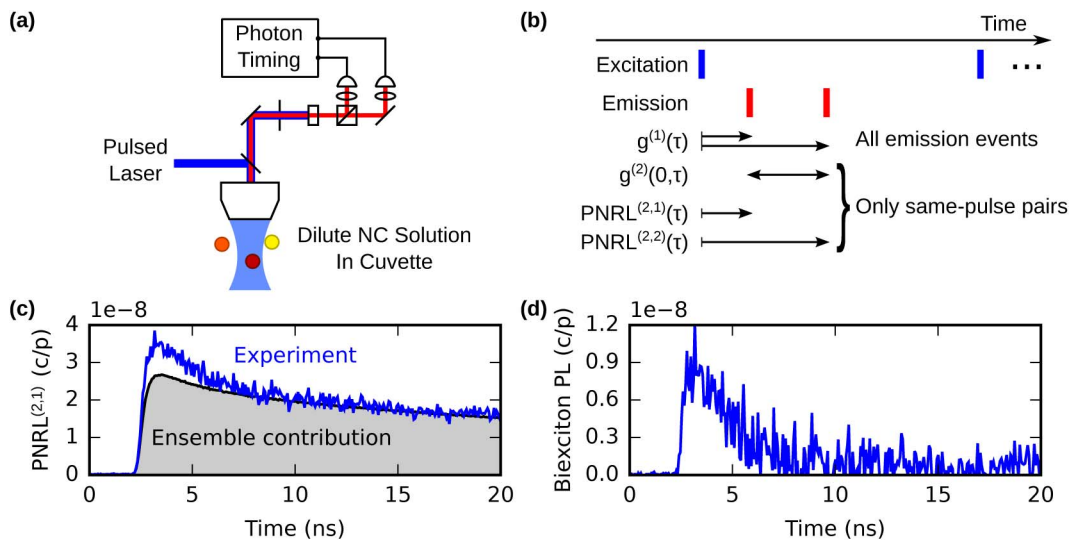 (a)
Photon
Timing
Pulsed
Laser
Dilute NC Solution
In Cuvette
(b)
Time
Excitation
...
Emission
g⁽¹⁾(τ)
All emission events
g⁽²⁾(0,τ)
PNRL⁽²,¹⁾(τ)
Only same-pulse pairs
PNRL⁽²,²⁾(τ)
(c)
1e−8
PNRL⁽²,¹⁾ (c/p)
4
3
2
1
0
Experiment
Ensemble contribution
0 5 10 15 20
Time (ns)
(d)
1e−8
Biexciton PL (c/p)
1.2
0.9
0.6
0.3
0.0
0 5 10 15 20
Time (ns)